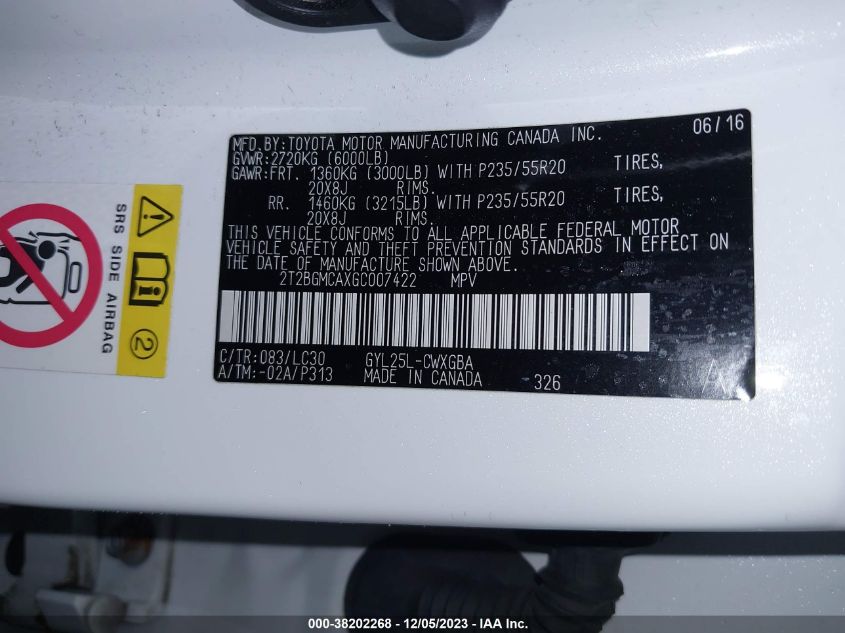 MFD.BY:TOYOTA MOTOR MANUFACTURING CANADA INC. 06/16
GVWR:2720KG (6000LB)
GAWR:FRT. 1360KG (3000LB) WITH P235/55R20 TIRES,
20X8J RIMS.
RR. 1460KG (3215LB) WITH P235/55R20 TIRES,
20X8J RIMS.
THIS VEHICLE CONFORMS TO ALL APPLICABLE FEDERAL MOTOR
VEHICLE SAFETY AND THEFT PREVENTION STANDARDS IN EFFECT ON
THE DATE OF MANUFACTURE SHOWN ABOVE.
2T2BGMCAXGC007422 MPV
C/TR:083/LC30 GYL25L-CWXGBA
A/TM:-02A/P313 MADE IN CANADA 326
A
SRS SIDE AIRBAG
2
000-38202268 - 12/05/2023 - IAA Inc.